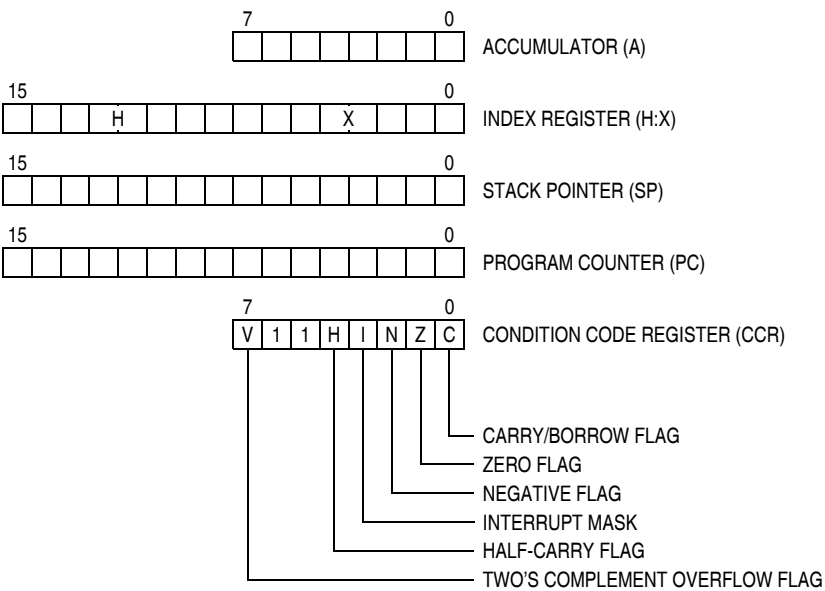 7 0
ACCUMULATOR (A)
15 0
H X INDEX REGISTER (H:X)
15 0
STACK POINTER (SP)
15 0
PROGRAM COUNTER (PC)
7 0
V 1 1 H I N Z C CONDITION CODE REGISTER (CCR)
CARRY/BORROW FLAG
ZERO FLAG
NEGATIVE FLAG
INTERRUPT MASK
HALF-CARRY FLAG
TWO'S COMPLEMENT OVERFLOW FLAG